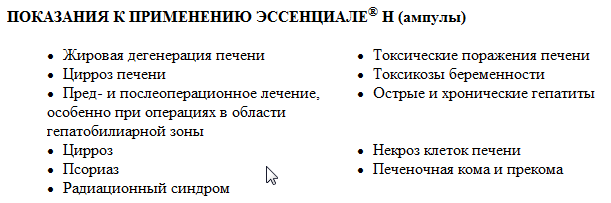 ПОКАЗАНИЯ К ПРИМЕНЕНИЮ ЭССЕНЦИАЛЕ® Н (ампулы)
• Жировая дегенерация печени
• Цирроз печени
• Пред- и послеоперационное лечение,
особенно при операциях в области
гепатобилиарной зоны
• Цирроз
• Псориаз
• Радиационный синдром
• Токсические поражения печени
• Токсикозы беременности
• Острые и хронические гепатиты
• Некроз клеток печени
• Печеночная кома и прекома